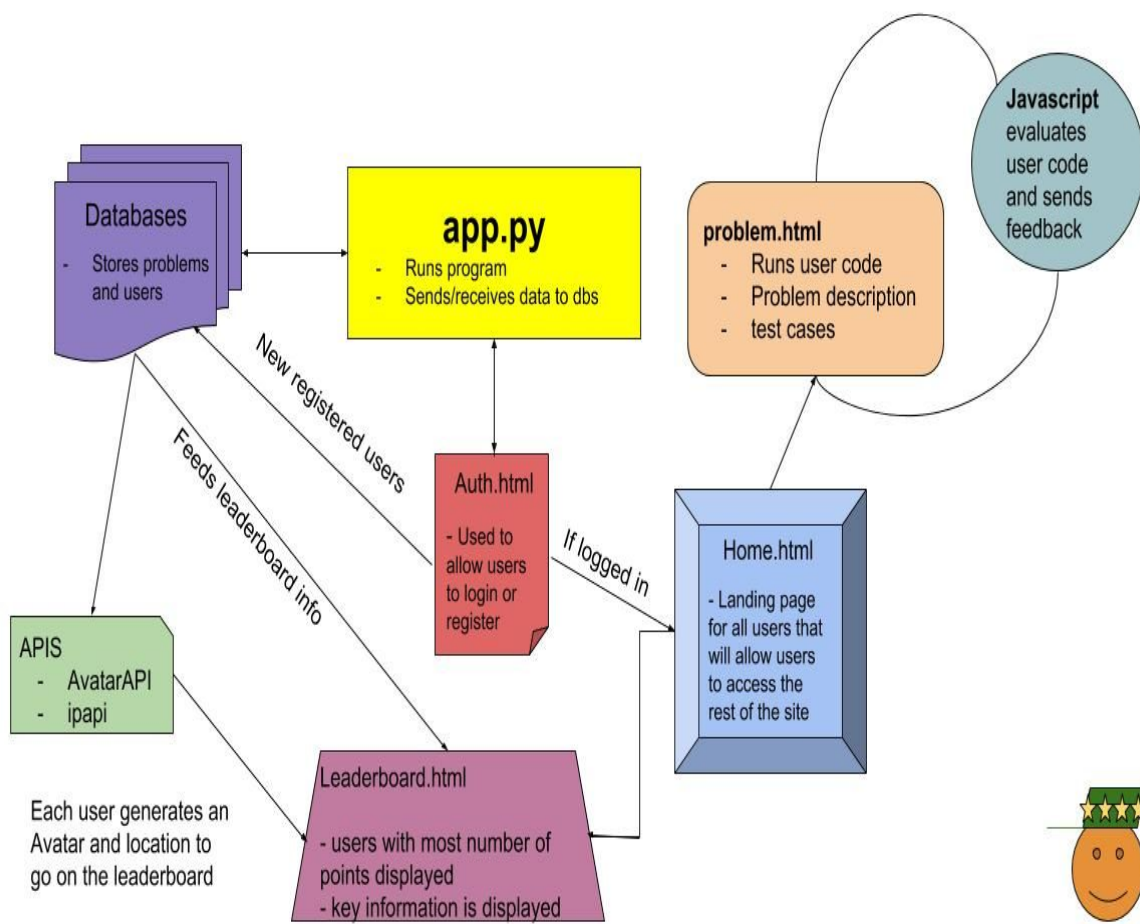 Databases
- Stores problems
and users
app.py
- Runs program
- Sends/receives data to dbs
problem.html
- Runs user code
- Problem description
- test cases
Javascript
evaluates
user code
and sends
feedback
New registered users
Feeds leaderboard info
Auth.html
- Used to
allow users
to login or
register
If logged in
Home.html
- Landing page
for all users that
will allow users
to access the
rest of the site
APIS
- AvatarAPI
- ipapi
Each user generates an
Avatar and location to
go on the leaderboard
Leaderboard.html
- users with most number of
points displayed
- key information is displayed